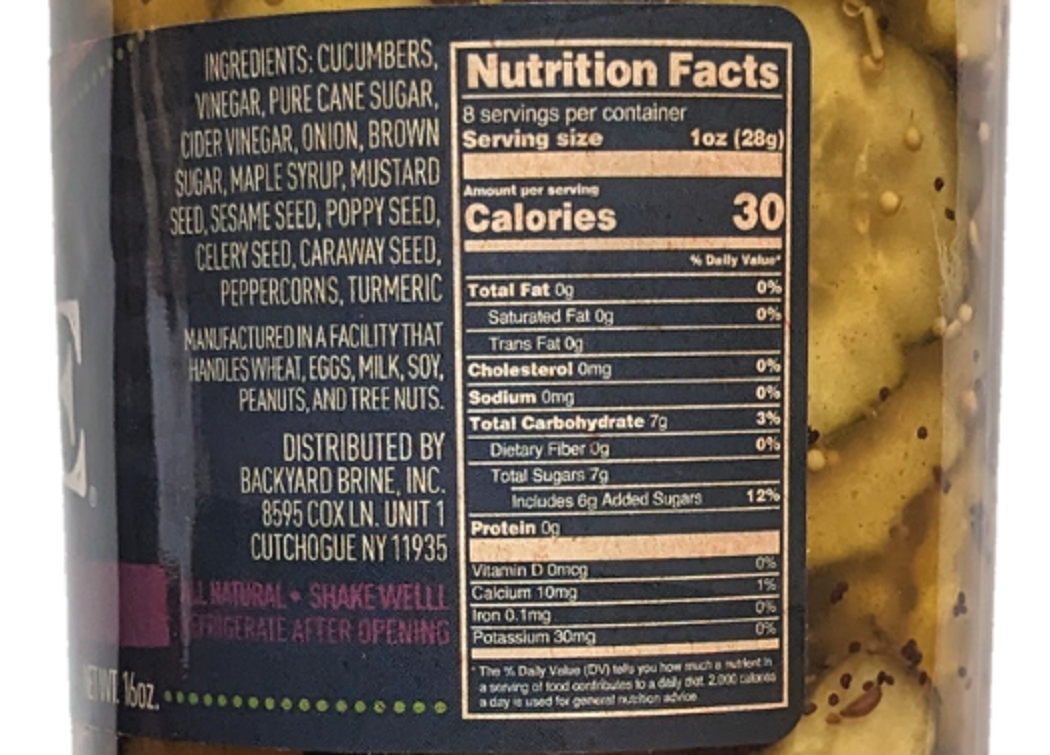 INGREDIENTS: CUCUMBERS,
VINEGAR, PURE CANE SUGAR,
CIDER VINEGAR, ONION, BROWN
SUGAR, MAPLE SYRUP, MUSTARD
SEED, SESAME SEED, POPPY SEED,
CELERY SEED, CARAWAY SEED,
PEPPERCORNS, TURMERIC
MANUFACTURED IN A FACILITY THAT
HANDLES WHEAT, EGGS, MILK, SOY,
PEANUTS, AND TREE NUTS.
DISTRIBUTED BY
BACKYARD BRINE, INC.
8595 COX LN. UNIT 1
CUTCHOGUE NY 11935
NATURAL • SHAKE WELLL
AFTER OPENING
WT. 16oz.
E®
Nutrition Facts
8 servings per container
Serving size 1oz (28g)
Amount per serving
Calories 30
% Daily Value*
Total Fat 0g 0%
Saturated Fat 0g 0%
Trans Fat 0g
Cholesterol 0mg 0%
Sodium 0mg 0%
Total Carbohydrate 7g 3%
Dietary Fiber 0g 0%
Total Sugars 7g
Includes 6g Added Sugars 12%
Protein 0g
Vitamin D 0mcg 0%
Calcium 10mg 1%
Iron 0.1mg 0%
Potassium 30mg 0%
* The % Daily Value (DV) tells you how much a nutrient in
a serving of food contributes to a daily diet. 2,000 calories
a day is used for general nutrition advice.